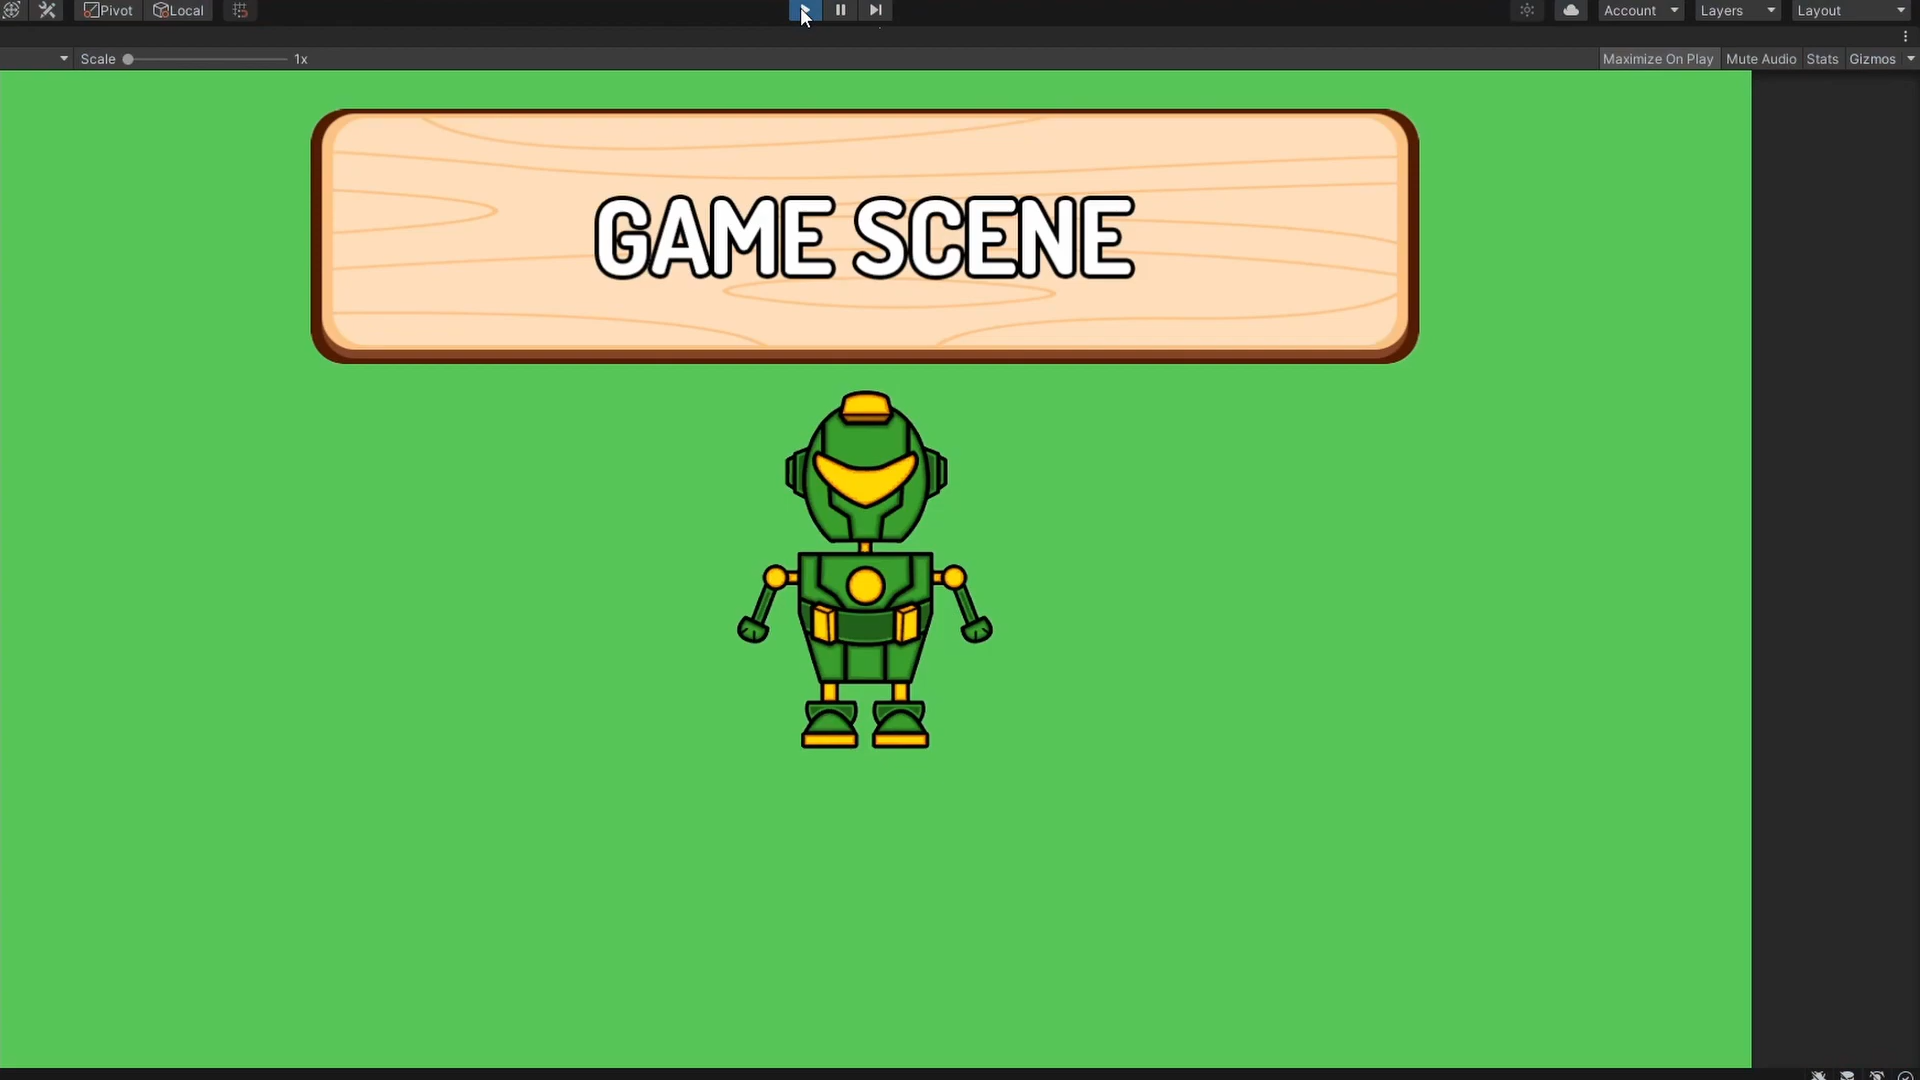 Pivot Local Account Layers Layout
Scale 1x Maximize On Play Mute Audio Stats Gizmos
GAME SCENE